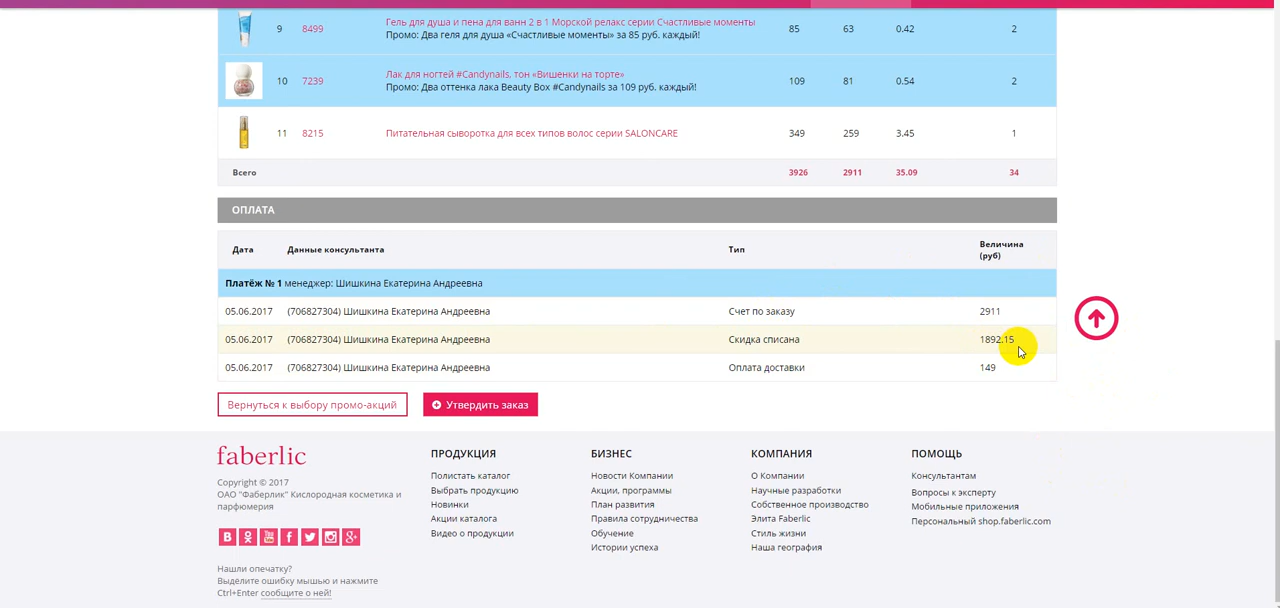 9 8499 Гель для душа и пена для ванн 2 в 1 Морской релакс серии Счастливые моменты 85 63 0.42 2
Промо: Два геля для душа «Счастливые моменты» за 85 руб. каждый!
10 7239 Лак для ногтей #Candynails, тон «Вишенки на торте» 109 81 0.54 2
Промо: Два оттенка лака Beauty Box #Candynails за 109 руб. каждый!
11 8215 Питательная сыворотка для всех типов волос серии SALONCARE 349 259 3.45 1
Всего 3926 2911 35.09 34
ОПЛАТА
Дата Данные консультанта Тип Величина (руб)
Платёж № 1 менеджер: Шишкина Екатерина Андреевна
05.06.2017 (706827304) Шишкина Екатерина Андреевна Счет по заказу 2911
05.06.2017 (706827304) Шишкина Екатерина Андреевна Скидка списана 1892.15
05.06.2017 (706827304) Шишкина Екатерина Андреевна Оплата доставки 149
Вернуться к выбору промо-акций Утвердить заказ
faberlic
Copyright © 2017
ОАО "Фаберлик" Кислородная косметика и
парфюмерия
Нашли опечатку?
Выделите ошибку мышью и нажмите
Ctrl+Enter сообщите о ней!
ПРОДУКЦИЯ
Полистать каталог
Выбрать продукцию
Новинки
Акции каталога
Видео о продукции
БИЗНЕС
Новости Компании
Акции, программы
План развития
Правила сотрудничества
Обучение
Истории успеха
КОМПАНИЯ
О Компании
Научные разработки
Собственное производство
Элита Faberlic
Стиль жизни
Наша география
ПОМОЩЬ
Консультантам
Вопросы к эксперту
Мобильные приложения
Персональный shop.faberlic.com